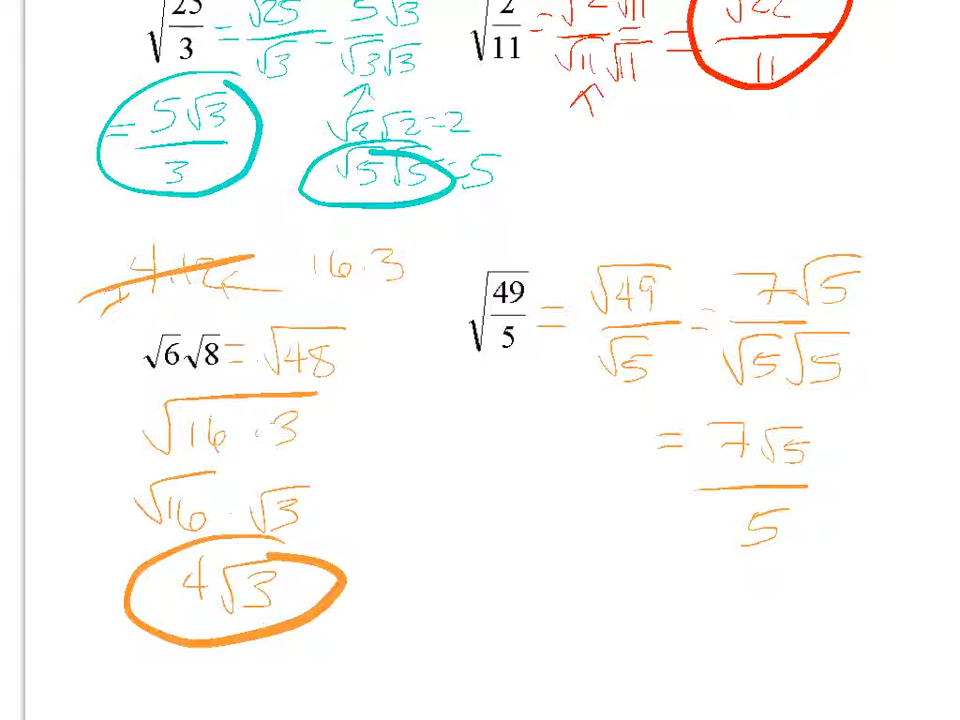 √(25/3) = √25/√3 = 5√3/√3√3
= 5√3/3
√2√2=2
√5√5=5
√(2/11) = √2√11/√11√11 = √22/11
4.12 16.3
√6√8 = √48
√16.3
√16 . √3
4√3
√(49/5) = √49/√5 = 7√5/√5√5
= 7√5/5